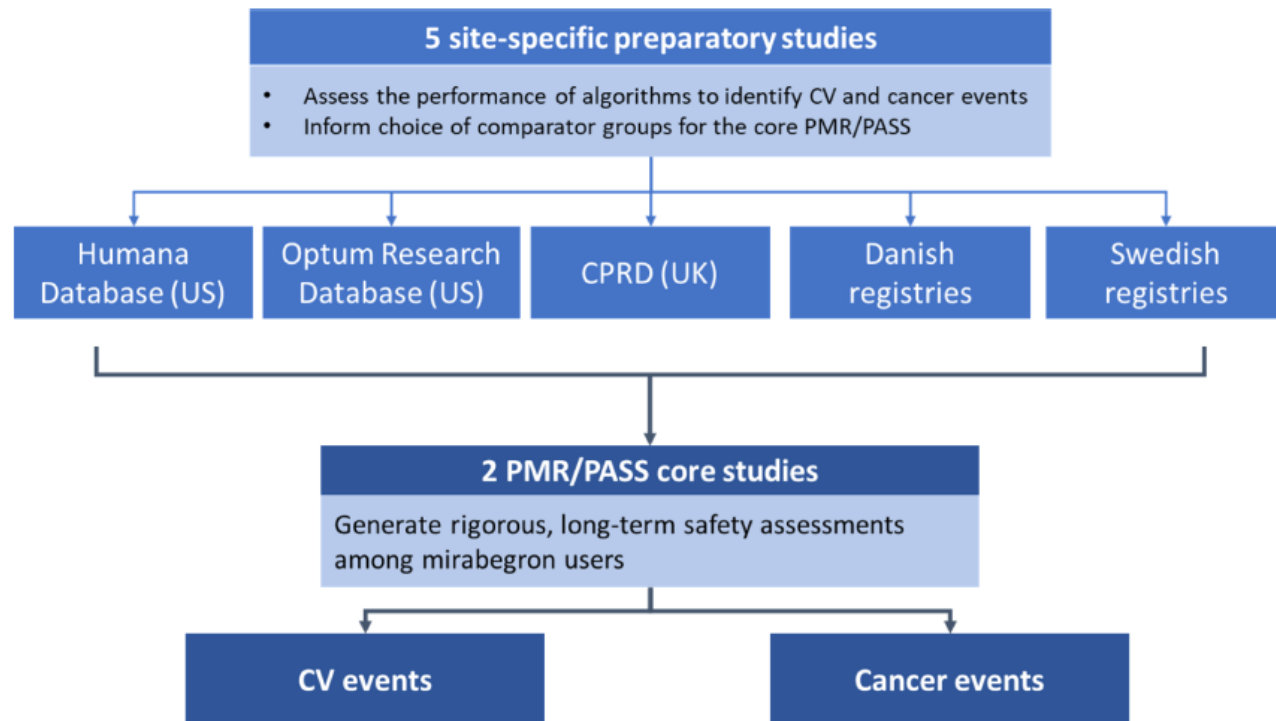 5 site-specific preparatory studies
• Assess the performance of algorithms to identify CV and cancer events
• Inform choice of comparator groups for the core PMR/PASS
Humana
Database (US)
Optum Research
Database (US)
CPRD (UK)
Danish
registries
Swedish
registries
2 PMR/PASS core studies
Generate rigorous, long-term safety assessments
among mirabegron users
CV events
Cancer events